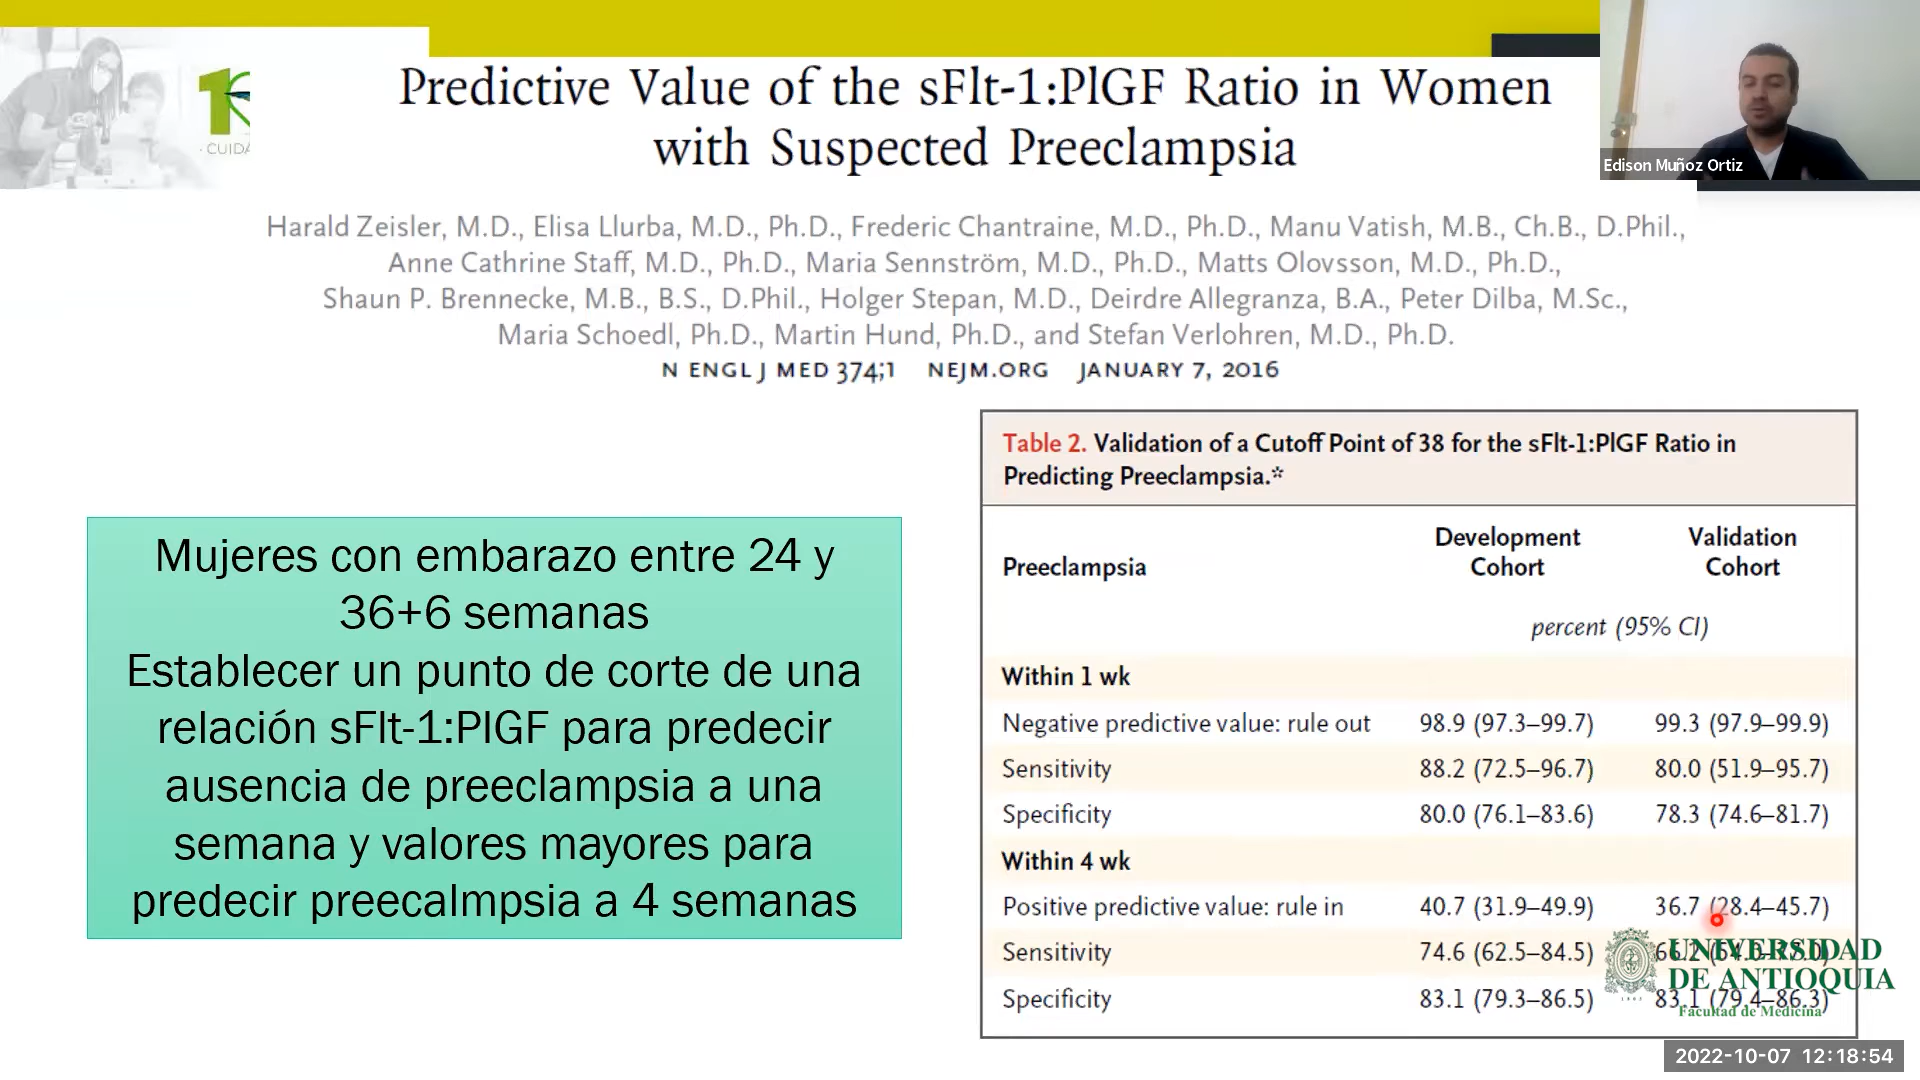 Predictive Value of the sFlt-1:PlGF Ratio in Women
with Suspected Preeclampsia
· CUIDA
Edison Muñoz Ortiz
Harald Zeisler, M.D., Elisa Llurba, M.D., Ph.D., Frederic Chantraine, M.D., Ph.D., Manu Vatish, M.B., Ch.B., D.Phil.,
Anne Cathrine Staff, M.D., Ph.D., Maria Sennström, M.D., Ph.D., Matts Olovsson, M.D., Ph.D.,
Shaun P. Brennecke, M.B., B.S., D.Phil., Holger Stepan, M.D., Deirdre Allegranza, B.A., Peter Dilba, M.Sc.,
Maria Schoedl, Ph.D., Martin Hund, Ph.D., and Stefan Verlohren, M.D., Ph.D.
N ENGL J MED 374;1 NEJM.ORG JANUARY 7, 2016
Mujeres con embarazo entre 24 y
36+6 semanas
Establecer un punto de corte de una
relación sFlt-1:PlGF para predecir
ausencia de preeclampsia a una
semana y valores mayores para
predecir preecalmpsia a 4 semanas
Table 2. Validation of a Cutoff Point of 38 for the sFlt-1:PlGF Ratio in
Predicting Preeclampsia.*
Preeclampsia Development Cohort Validation Cohort
percent (95% CI)
Within 1 wk
Negative predictive value: rule out 98.9 (97.3–99.7) 99.3 (97.9–99.9)
Sensitivity 88.2 (72.5–96.7) 80.0 (51.9–95.7)
Specificity 80.0 (76.1–83.6) 78.3 (74.6–81.7)
Within 4 wk
Positive predictive value: rule in 40.7 (31.9–49.9) 36.7 (28.4–45.7)
Sensitivity 74.6 (62.5–84.5)
Specificity 83.1 (79.3–86.5) 83.1 (79.4–86.3)
UNIVERSIDAD
DE ANTIOQUIA
Facultad de Medicina
2022-10-07 12:18:54